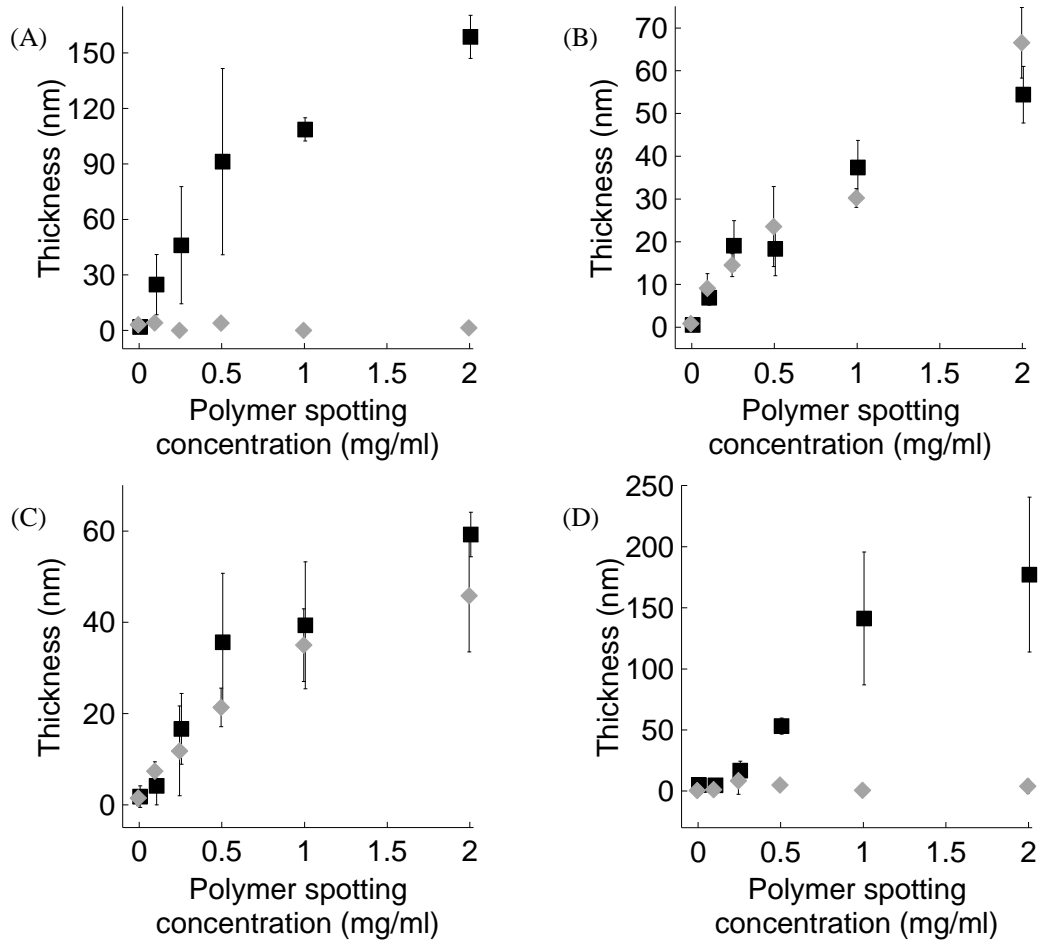 (A)
150
120
90
60
30
0
Thickness (nm)
0 0.5 1 1.5 2
Polymer spotting
concentration (mg/ml)
(B)
70
60
50
40
30
20
10
0
Thickness (nm)
0 0.5 1 1.5 2
Polymer spotting
concentration (mg/ml)
(C)
60
40
20
0
Thickness (nm)
0 0.5 1 1.5 2
Polymer spotting
concentration (mg/ml)
(D)
250
200
150
100
50
0
Thickness (nm)
0 0.5 1 1.5 2
Polymer spotting
concentration (mg/ml)